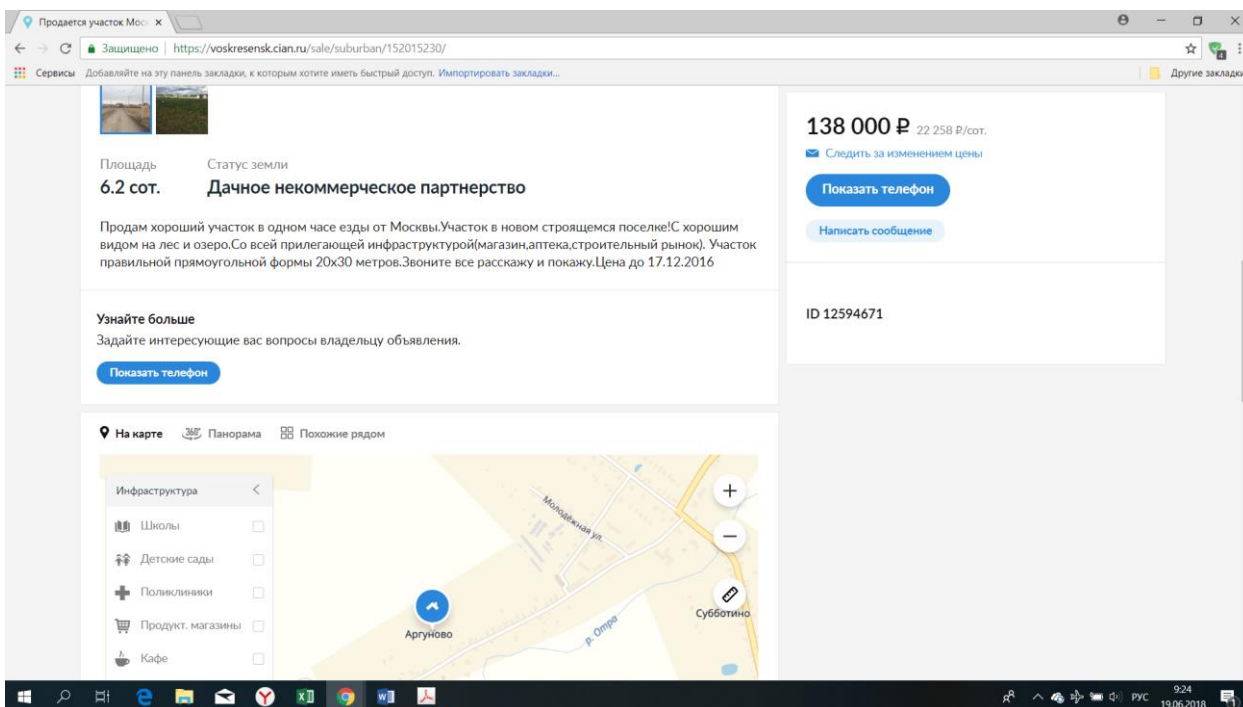 Продается участок Мос
Защищено https://voskresensk.cian.ru/sale/suburban/152015230/
Сервисы Добавляйте на эту панель закладки, к которым хотите иметь быстрый доступ. Импортировать закладки... Другие закладки
138 000 ₽ 22 258 ₽/сот.
Следить за изменением цены
Показать телефон
Написать сообщение
Площадь Статус земли
6.2 сот. Дачное некоммерческое партнерство
Продам хороший участок в одном часе езды от Москвы.Участок в новом строящемся поселке!С хорошим
видом на лес и озеро.Со всей прилегающей инфраструктурой(магазин,аптека,строительный рынок). Участок
правильной прямоугольной формы 20х30 метров.Звоните все расскажу и покажу.Цена до 17.12.2016
ID 12594671
Узнайте больше
Задайте интересующие вас вопросы владельцу объявления.
Показать телефон
На карте 360° Панорама Похожие рядом
Инфраструктура
Школы
Детские сады
Поликлиники
Продукт. магазины
Кафе
Молодёжная ул.
Аргуново
р. Отра
Субботино
РУС 9:24
19.06.2018